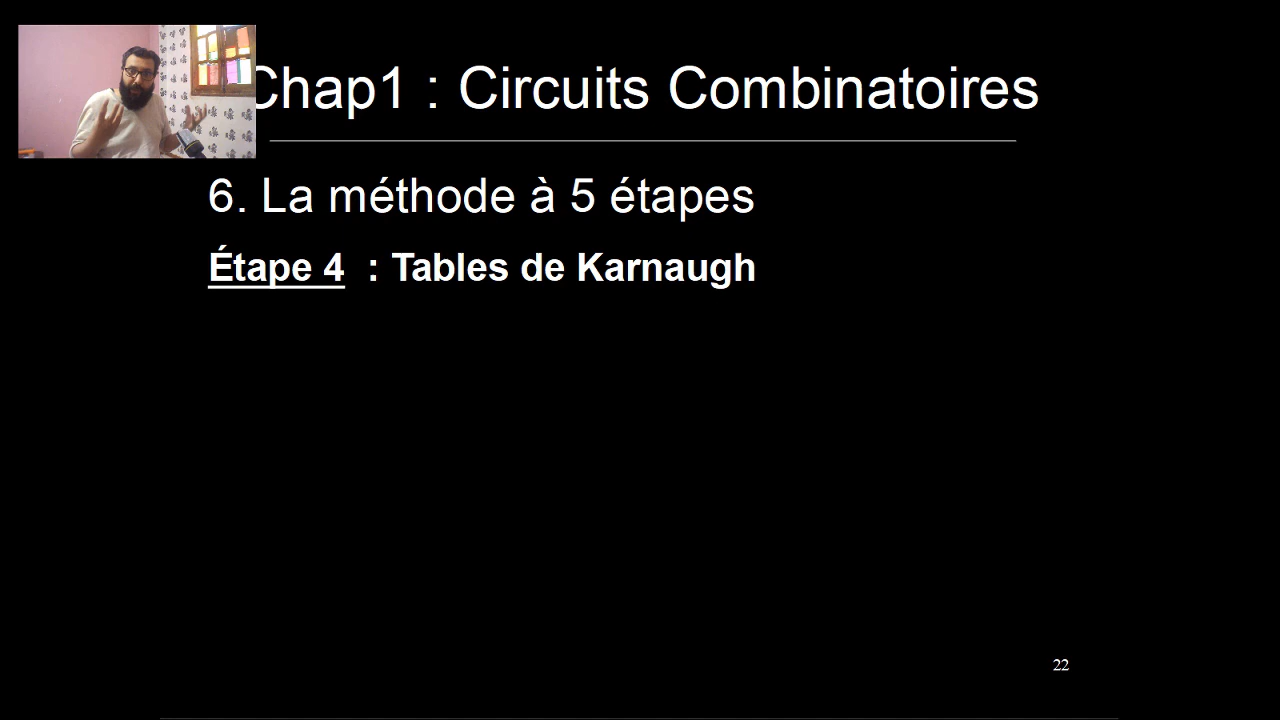 Chap1 : Circuits Combinatoires
6. La méthode à 5 étapes
Étape 4 : Tables de Karnaugh
22